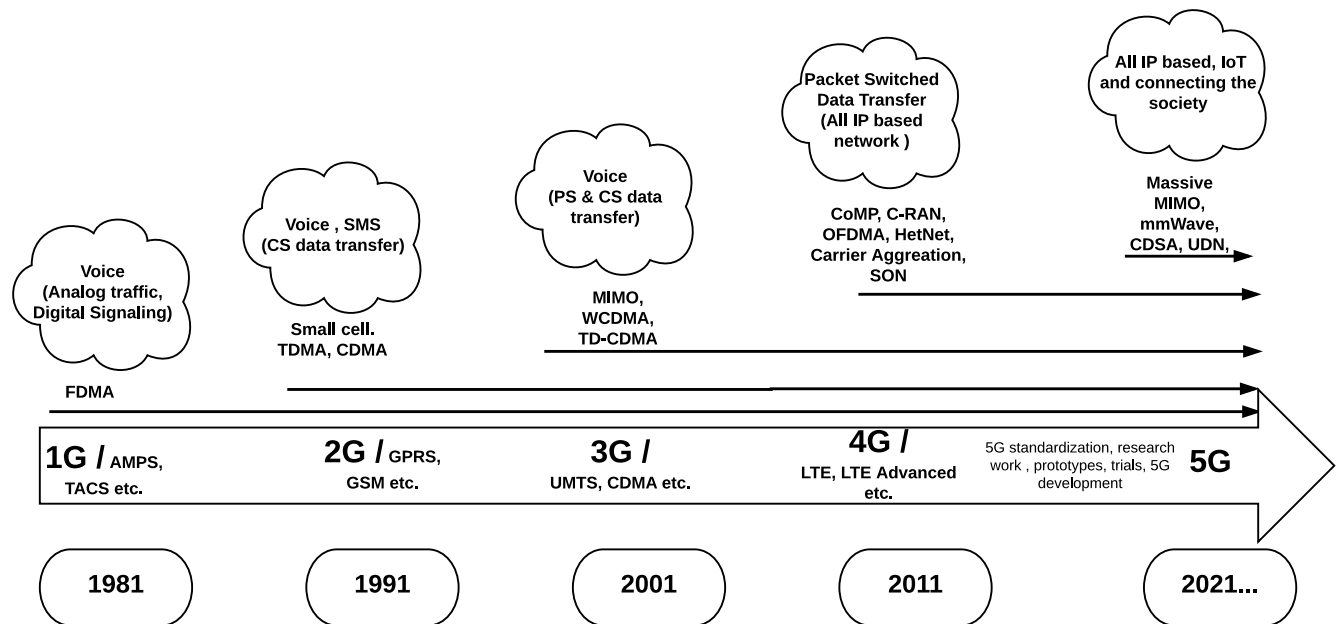 All IP based, IoT
and connecting the
society
Packet Switched
Data Transfer
(All IP based
network )
Voice
(PS & CS data
transfer)
Voice , SMS
(CS data transfer)
Voice
(Analog traffic,
Digital Signaling)
Massive
MIMO,
mmWave,
CDSA, UDN,
CoMP, C-RAN,
OFDMA, HetNet,
Carrier Aggreation,
SON
MIMO,
WCDMA,
TD-CDMA
Small cell.
TDMA, CDMA
FDMA
1G / AMPS,
TACS etc.
2G / GPRS,
GSM etc.
3G /
UMTS, CDMA etc.
4G /
LTE, LTE Advanced
etc.
5G standardization, research
work , prototypes, trials, 5G
development
5G
1981
1991
2001
2011
2021...